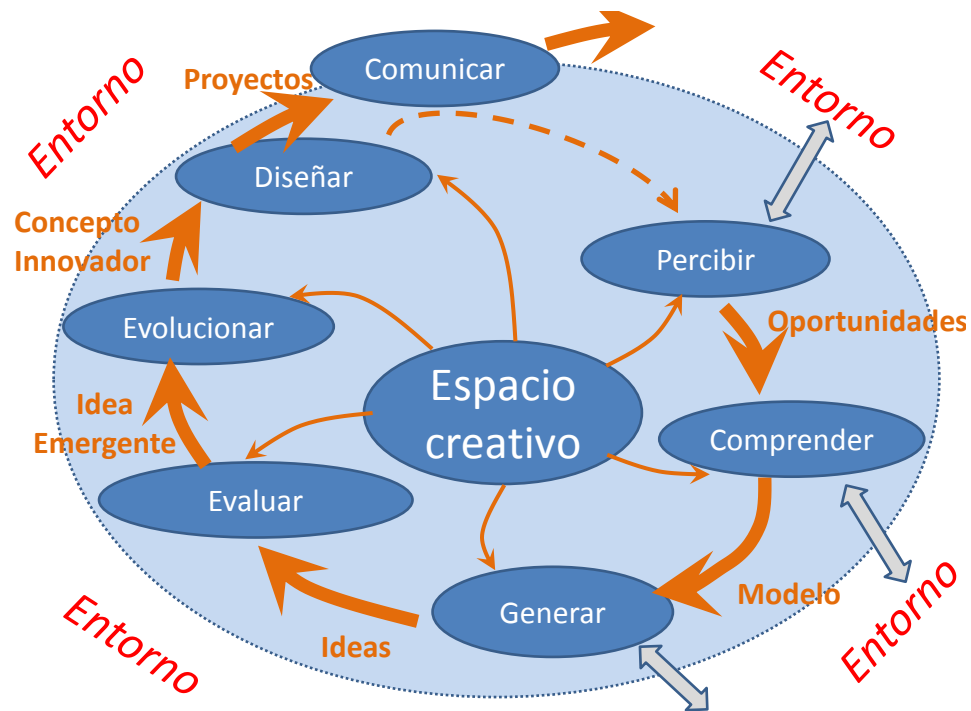 Comunicar
Entorno
Proyectos
Entorno
Diseñar
Concepto
Innovador
Percibir
Evolucionar
Oportunidades
Espacio
creativo
Idea
Emergente
Comprender
Evaluar
Generar
Modelo
Ideas
Entorno
Entorno